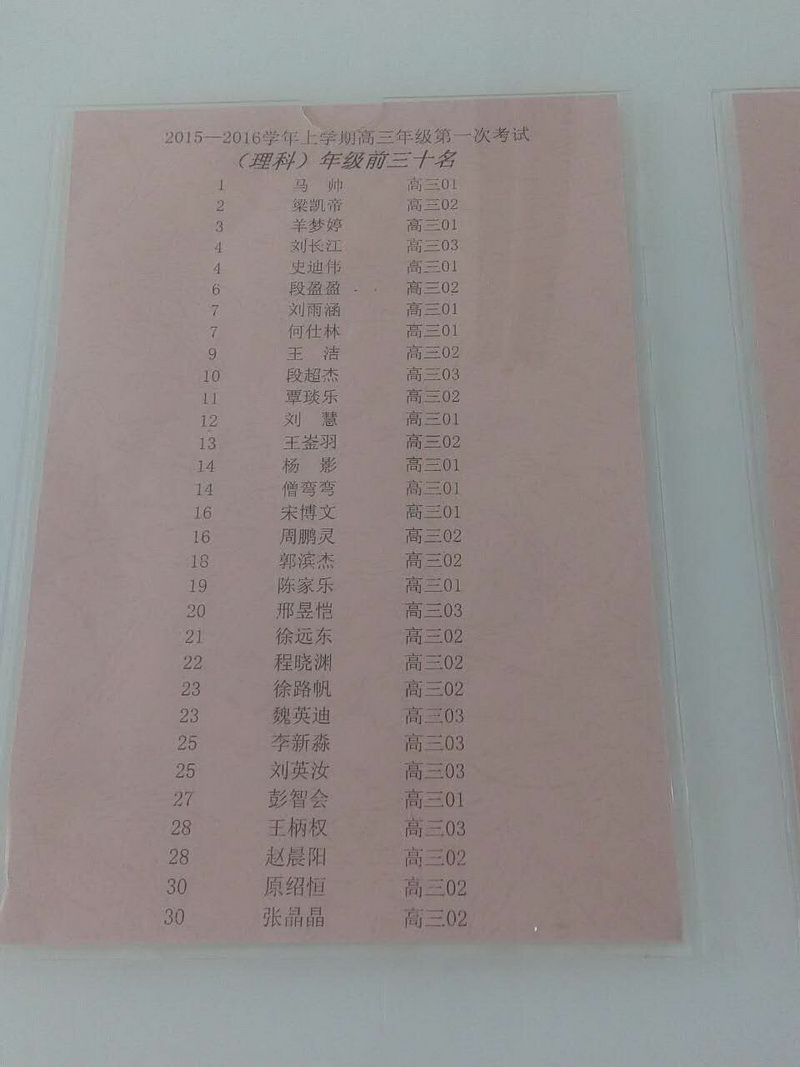 2015—2016学年上学期高三年级第一次考试
（理科）年级前三十名
1 马 帅 高三01
2 梁凯帝 高三02
3 羊梦婷 高三01
4 刘长江 高三03
4 史迪伟 高三01
6 段盈盈 高三02
7 刘雨涵 高三01
7 何仕林 高三01
9 王 洁 高三02
10 段超杰 高三03
11 覃琰乐 高三02
12 刘 慧 高三01
13 王崟羽 高三02
14 杨 影 高三01
14 僧弯弯 高三01
16 宋博文 高三01
16 周鹏灵 高三02
18 郭滨杰 高三02
19 陈家乐 高三01
20 邢昱恺 高三03
21 徐远东 高三02
22 程晓渊 高三02
23 徐路帆 高三02
23 魏英迪 高三03
25 李新淼 高三03
25 刘英汝 高三03
27 彭智会 高三01
28 王柄权 高三03
28 赵晨阳 高三02
30 原绍恒 高三02
30 张晶晶 高三02